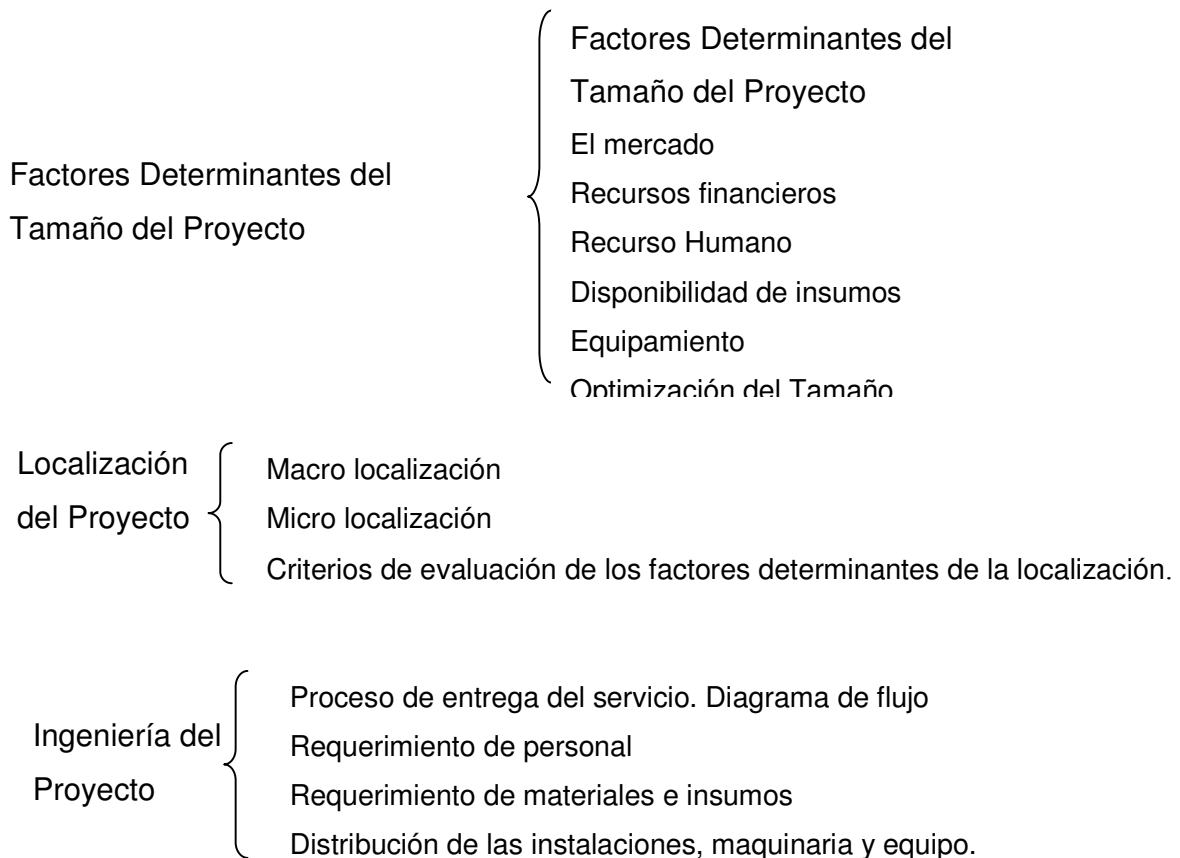 Factores Determinantes del
Tamaño del Proyecto
Factores Determinantes del
Tamaño del Proyecto
El mercado
Recursos financieros
Recurso Humano
Disponibilidad de insumos
Equipamiento
Optimización del Tamaño
Localización
del Proyecto
Macro localización
Micro localización
Criterios de evaluación de los factores determinantes de la localización.
Ingeniería del
Proyecto
Proceso de entrega del servicio. Diagrama de flujo
Requerimiento de personal
Requerimiento de materiales e insumos
Distribución de las instalaciones, maquinaria y equipo.